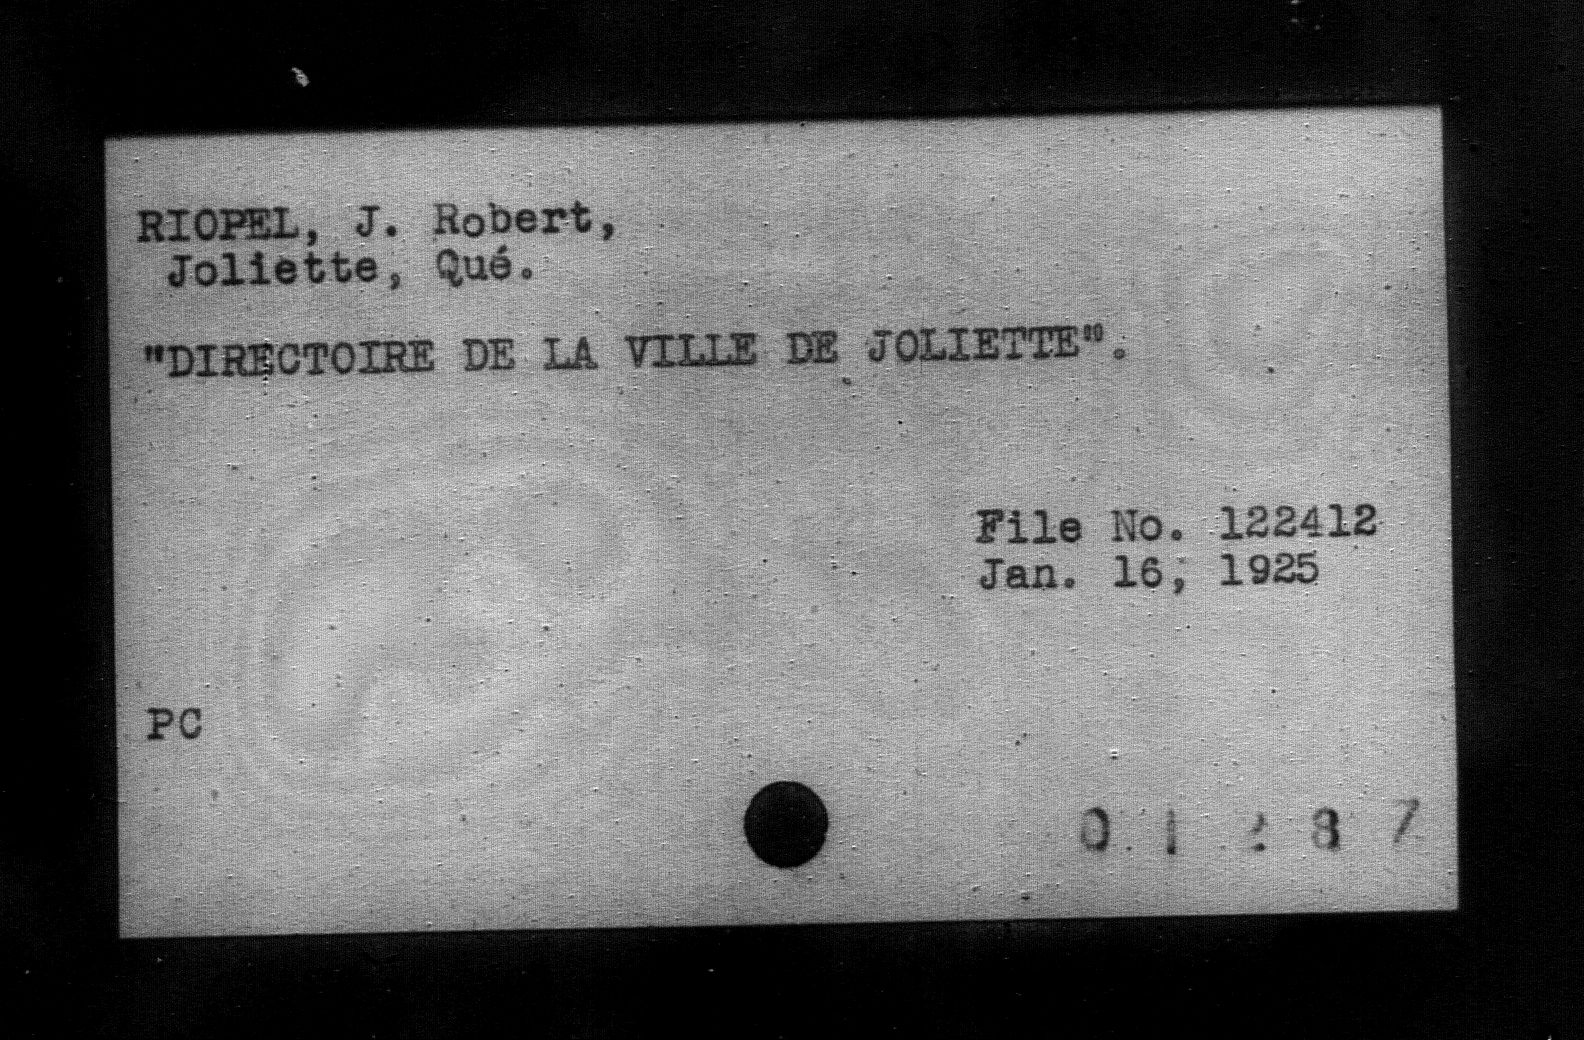 RIOPEL, J. Robert,
Joliette, Qué.
"DIRECTOIRE DE LA VILLE DE JOLIETTE".
File No. 122412
Jan. 16, 1925
PC